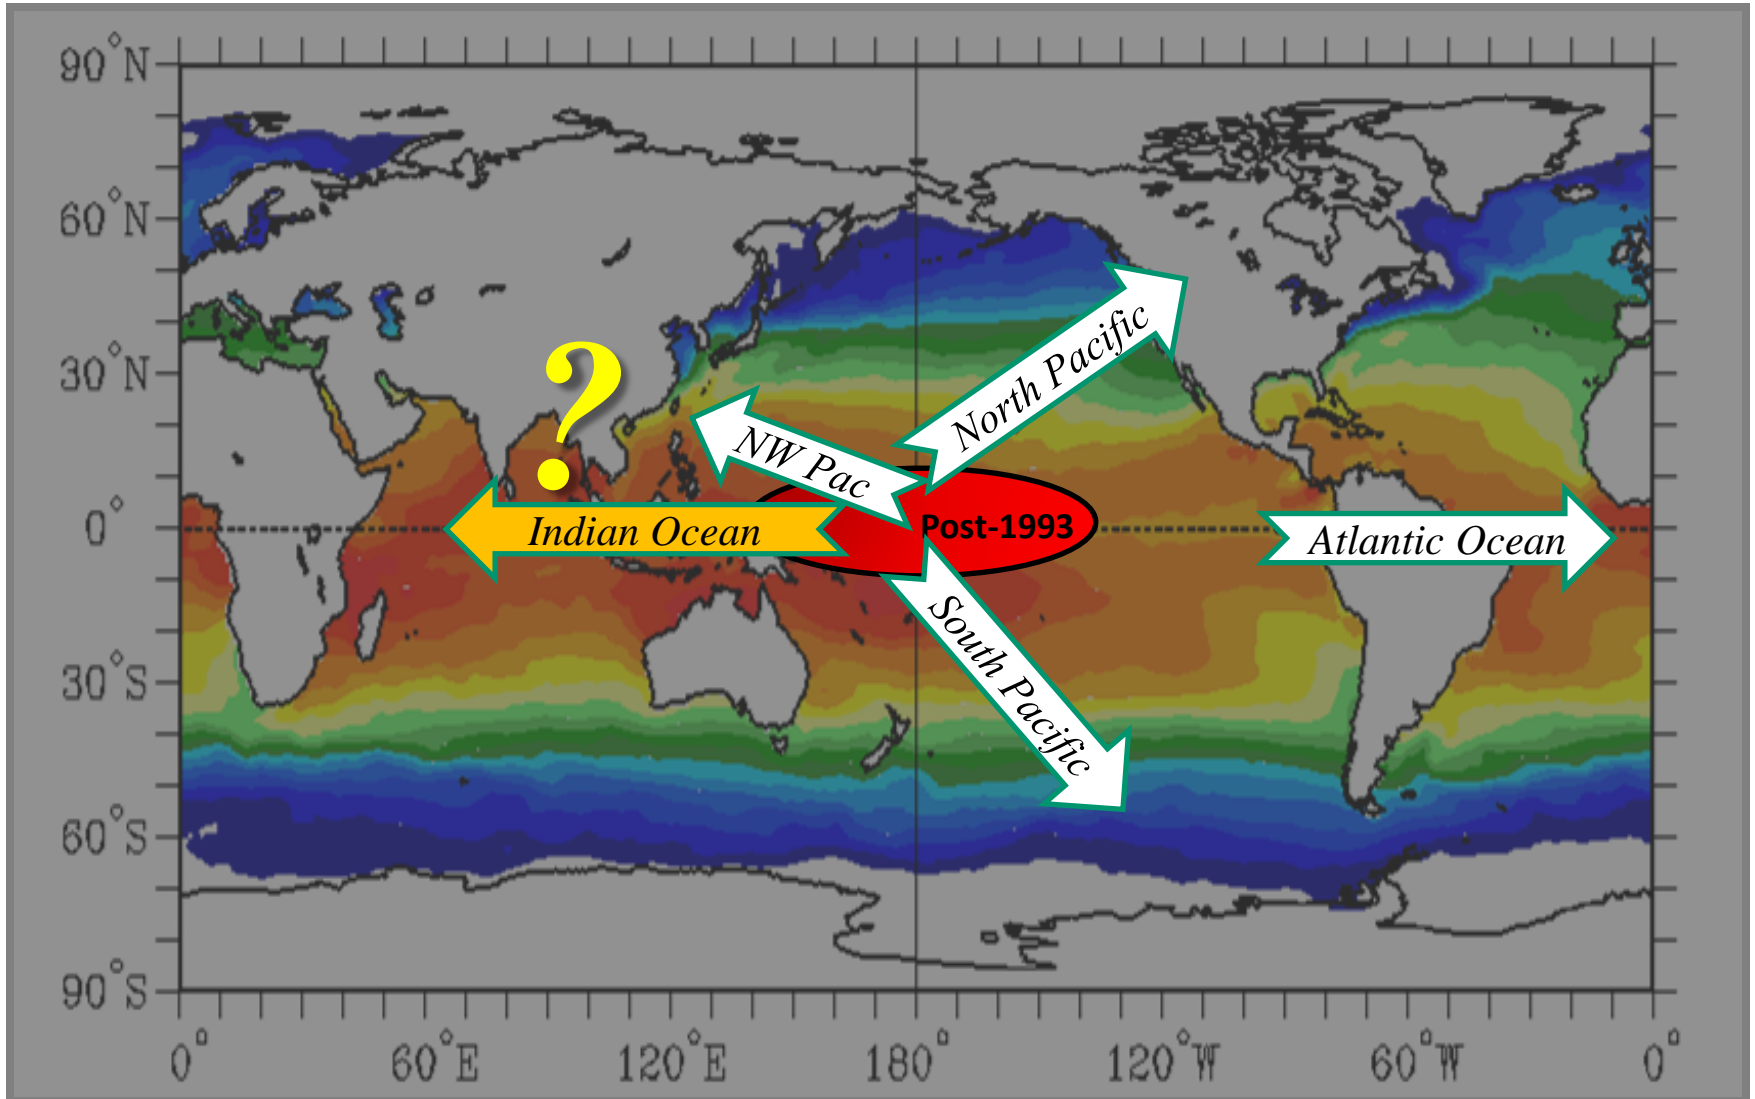 90°N
60°N
30°N
0°
30°S
60°S
90°S
?
North Pacific
NW Pac
Indian Ocean
Post-1993
Atlantic Ocean
South Pacific
0° 60°E 120°E 180° 120°W 60°W 0°